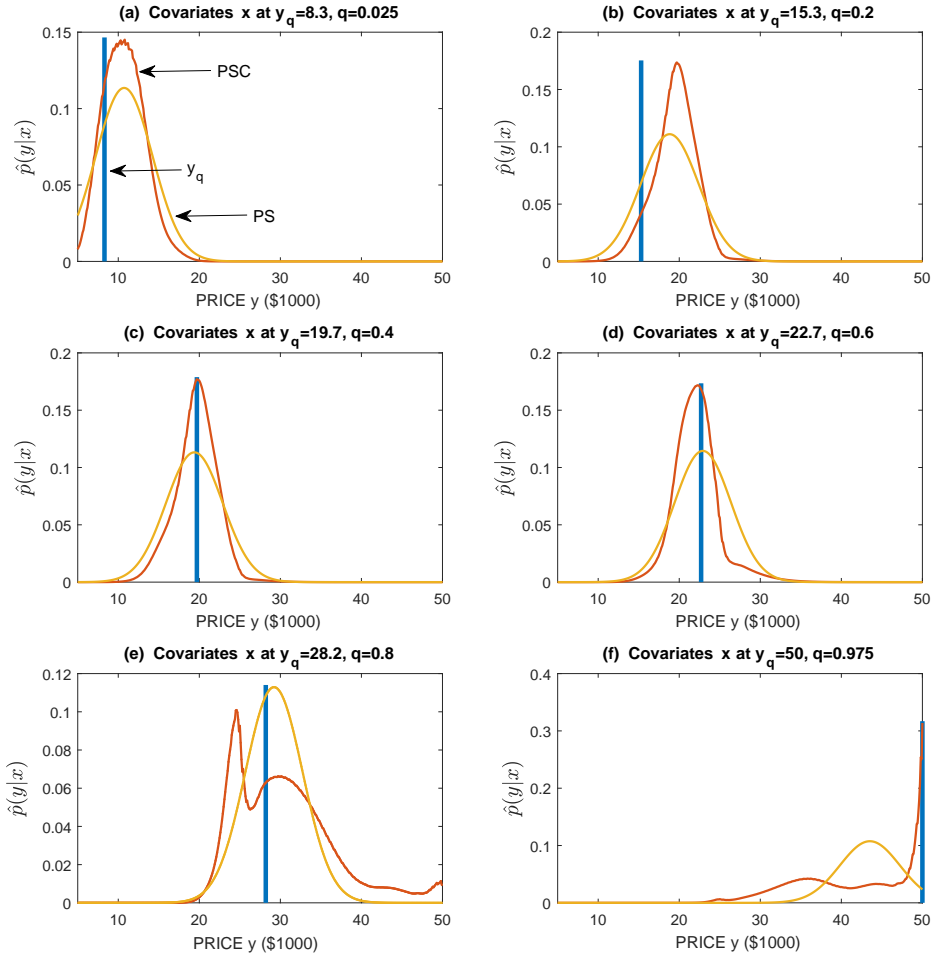 (a) Covariates x at y_q=8.3, q=0.025
0.15
0.1
0.05
0
p̂(y|x)
PSC
y_q
PS
10 20 30 40 50
PRICE y ($1000)
(b) Covariates x at y_q=15.3, q=0.2
0.2
0.15
0.1
0.05
0
p̂(y|x)
10 20 30 40 50
PRICE y ($1000)
(c) Covariates x at y_q=19.7, q=0.4
0.2
0.15
0.1
0.05
0
p̂(y|x)
10 20 30 40 50
PRICE y ($1000)
(d) Covariates x at y_q=22.7, q=0.6
0.2
0.15
0.1
0.05
0
p̂(y|x)
10 20 30 40 50
PRICE y ($1000)
(e) Covariates x at y_q=28.2, q=0.8
0.12
0.1
0.08
0.06
0.04
0.02
0
p̂(y|x)
10 20 30 40 50
PRICE y ($1000)
(f) Covariates x at y_q=50, q=0.975
0.4
0.3
0.2
0.1
0
p̂(y|x)
10 20 30 40 50
PRICE y ($1000)